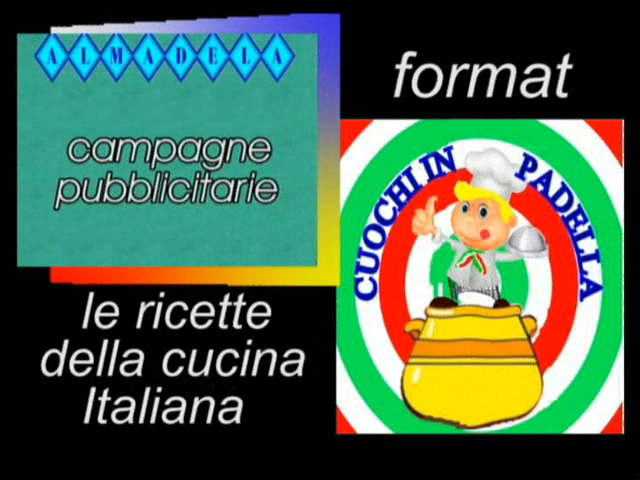 ALMADELA
campagne
pubblicitarie
format
CUOCHI IN PADELLA
le ricette
della cucina
Italiana